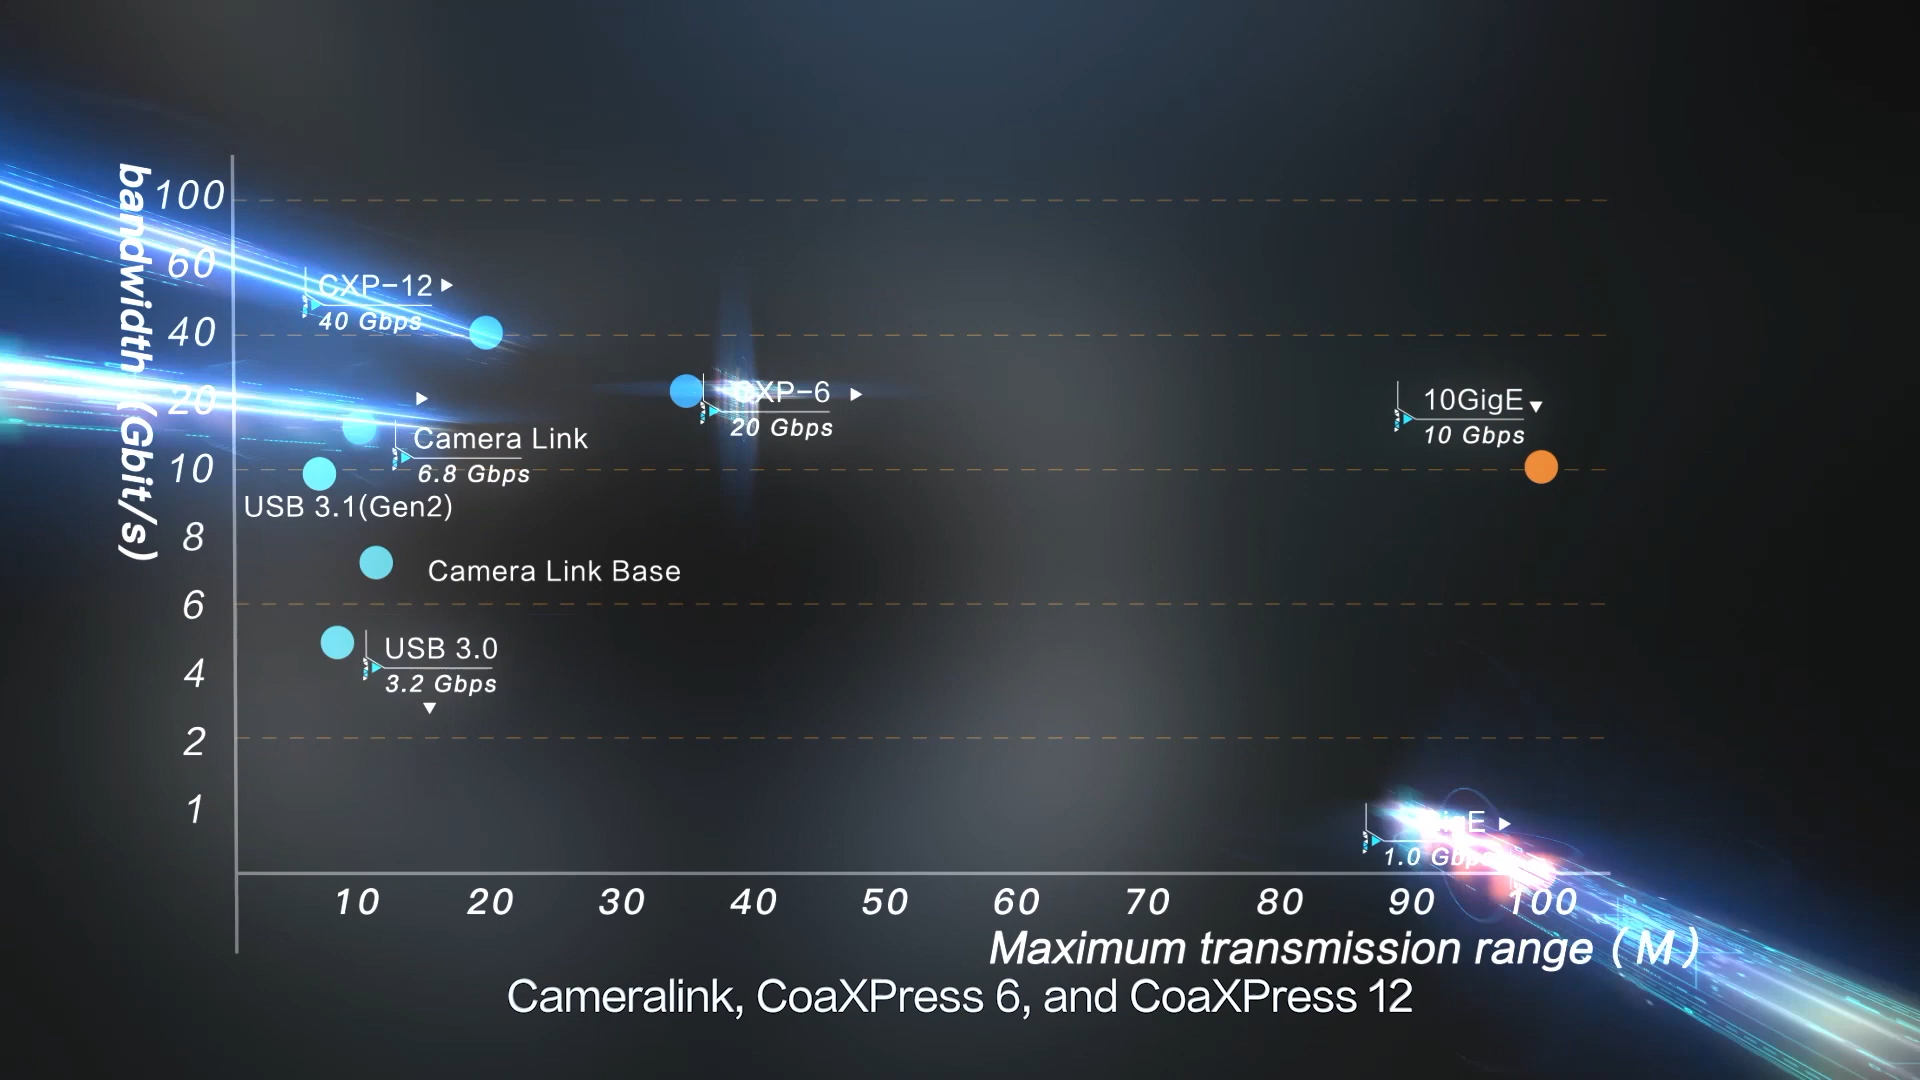 bandwidth (Gbit/s)
100
60
40
20
10
8
6
4
2
1
CXP-12
40 Gbps
CXP-6
20 Gbps
10GigE
10 Gbps
Camera Link
6.8 Gbps
USB 3.1(Gen2)
Camera Link Base
USB 3.0
3.2 Gbps
1.0 Gbps
10 20 30 40 50 60 70 80 90 100
Maximum transmission range (M)
Cameralink, CoaXPress 6, and CoaXPress 12